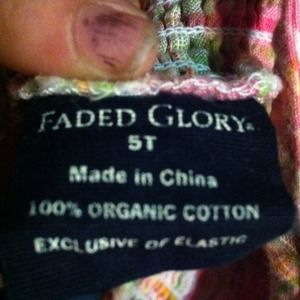 FADED GLORY
5T
Made in China
100% ORGANIC COTTON
EXCLUSIVE OF ELASTIC